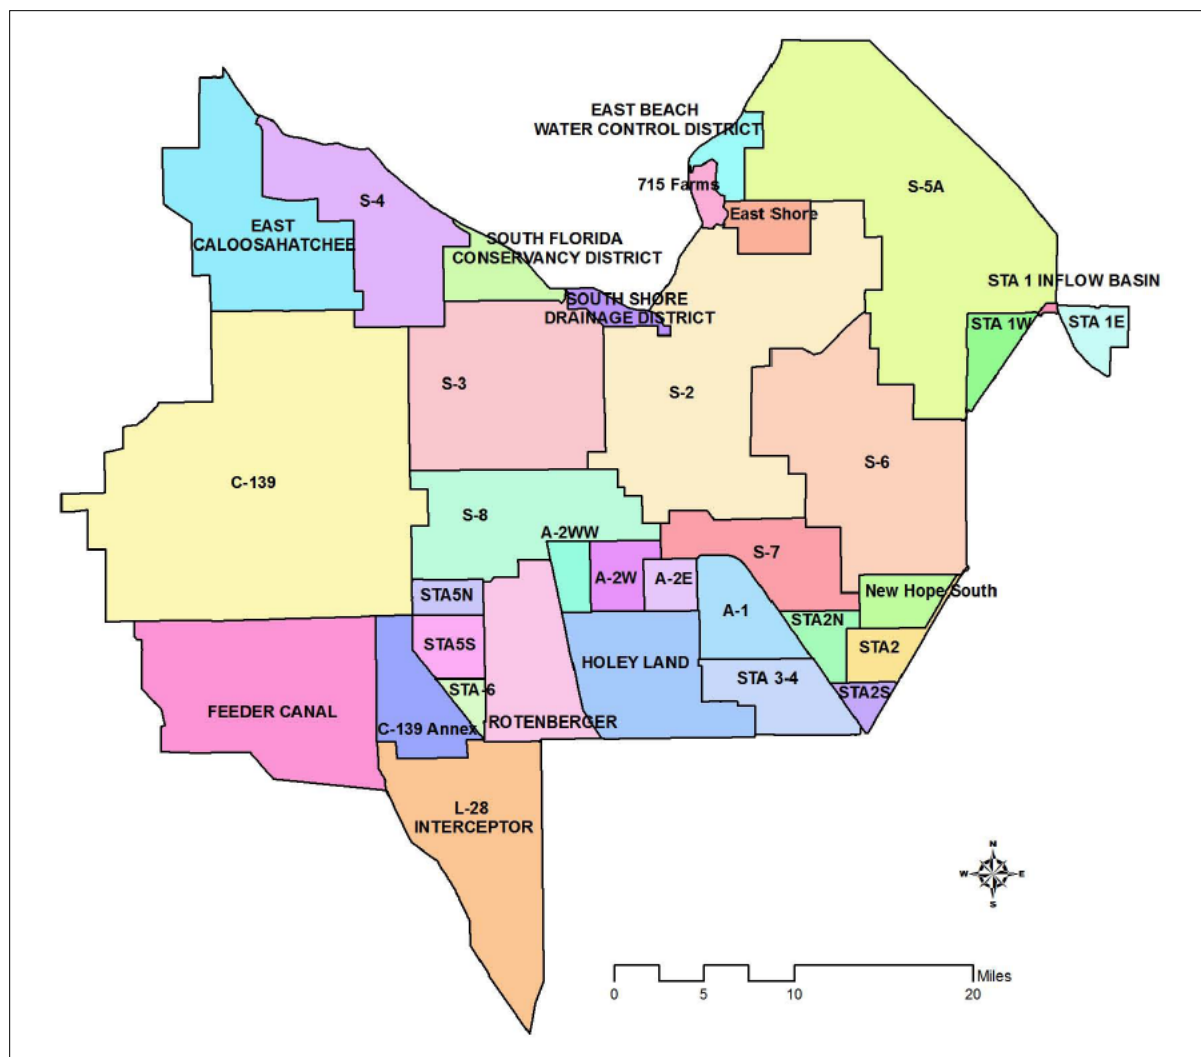 EAST BEACH
WATER CONTROL DISTRICT
715 Farms
S-5A
S-4
East Shore
EAST
CALOOSAHATCHEE
SOUTH FLORIDA
CONSERVANCY DISTRICT
STA 1 INFLOW BASIN
SOUTH SHORE
DRAINAGE DISTRICT
STA 1W
STA 1E
S-3
S-2
S-6
C-139
S-8
A-2WW
S-7
A-2W
A-2E
New Hope South
STA5N
A-1
STA2N
STA5S
STA2
HOLEY LAND
STA 3-4
STA-6
STA2S
FEEDER CANAL
ROTENBERGER
C-139 Annex
L-28
INTERCEPTOR
N
W E
S
Miles
0 5 10 20